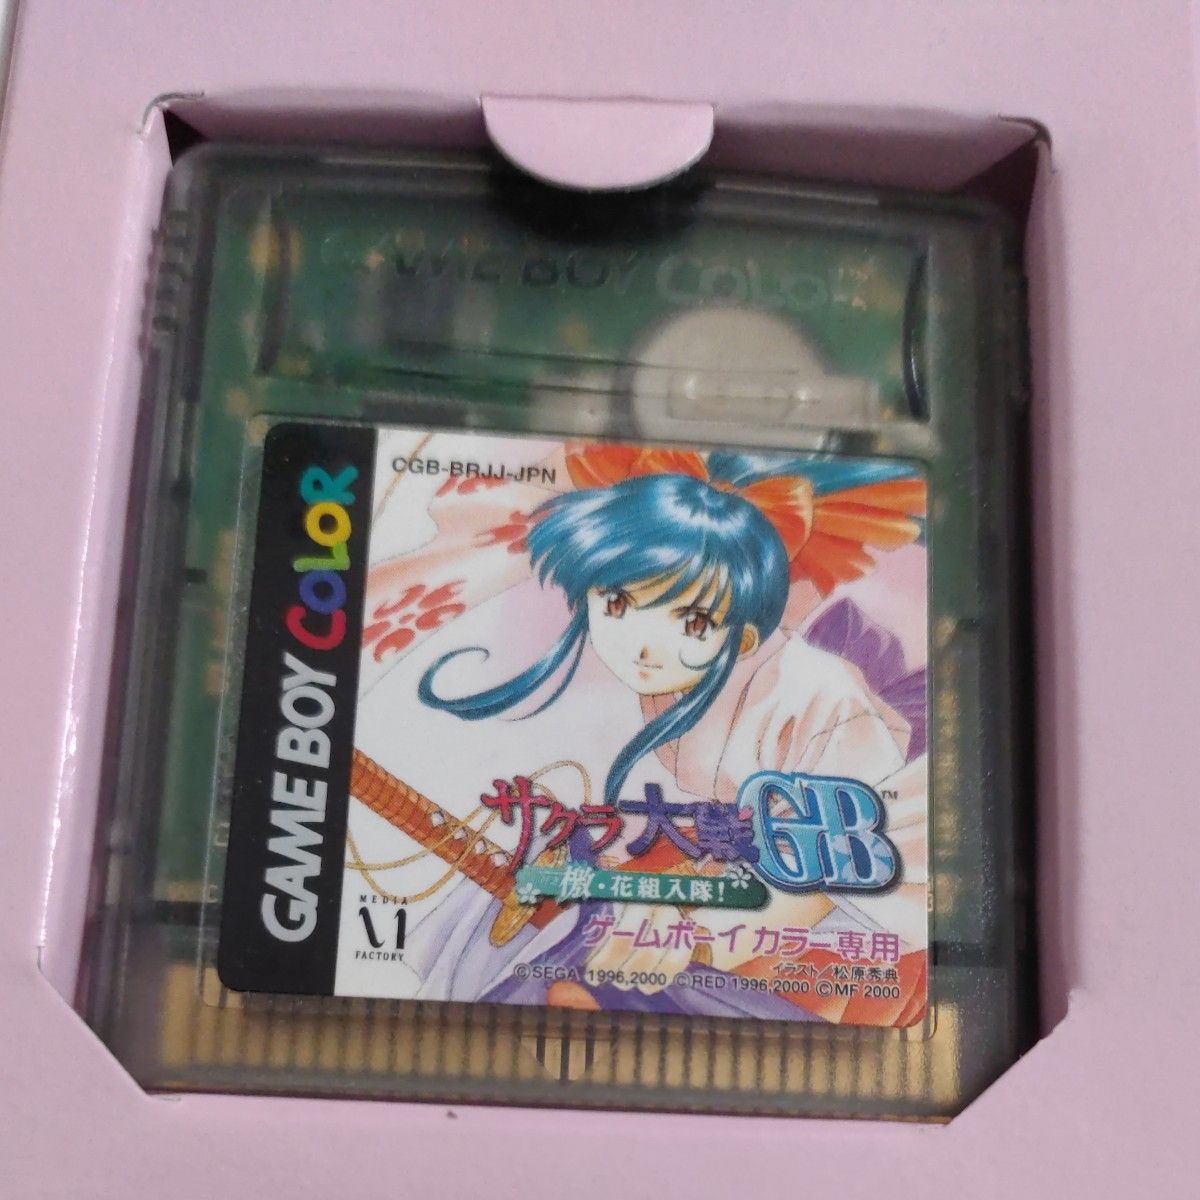 GAME BOY COLOR
GAME BOY COLOR
CGB-BRJJ-JPN
サクラ大戦GB™
檄・花組入隊!
ゲームボーイ カラー専用
MEDIA
FACTORY
イラスト/松原秀典
©SEGA 1996,2000 ©RED 1996,2000 ©MF 2000